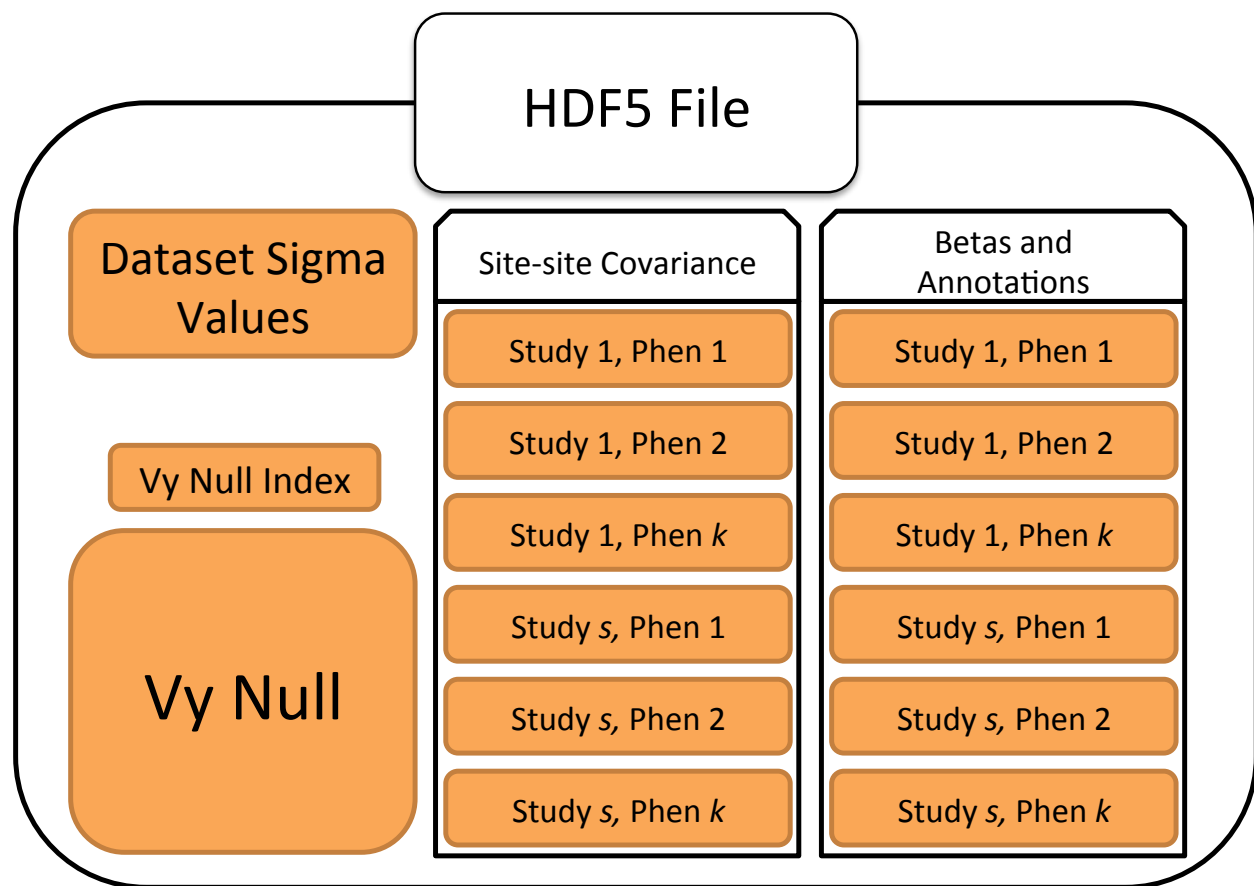 HDF5 File
Dataset Sigma
Values
Vy Null Index
Vy Null
Site-site Covariance
Study 1, Phen 1
Study 1, Phen 2
Study 1, Phen k
Study s, Phen 1
Study s, Phen 2
Study s, Phen k
Betas and
Annotations
Study 1, Phen 1
Study 1, Phen 2
Study 1, Phen k
Study s, Phen 1
Study s, Phen 2
Study s, Phen k